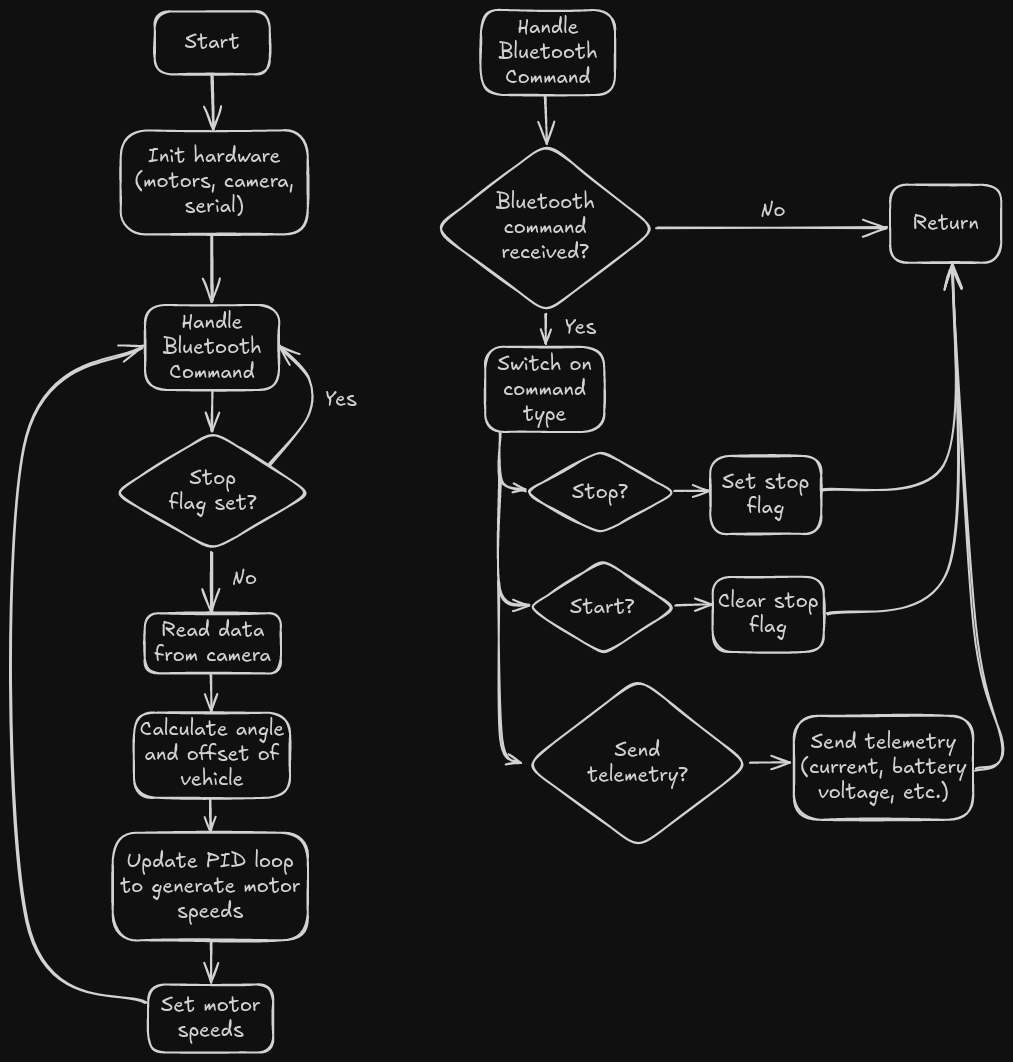 Start
Init hardware
(motors, camera,
serial)
Handle
Bluetooth
Command
Yes
Stop
flag set?
No
Read data
from camera
Calculate angle
and offset of
vehicle
Update PID loop
to generate motor
speeds
Set motor
speeds
Handle
Bluetooth
Command
Bluetooth
command
received?
No
Return
Yes
Switch on
command
type
Stop?
Set stop
flag
Start?
Clear stop
flag
Send
telemetry?
Send telemetry
(current, battery
voltage, etc.)